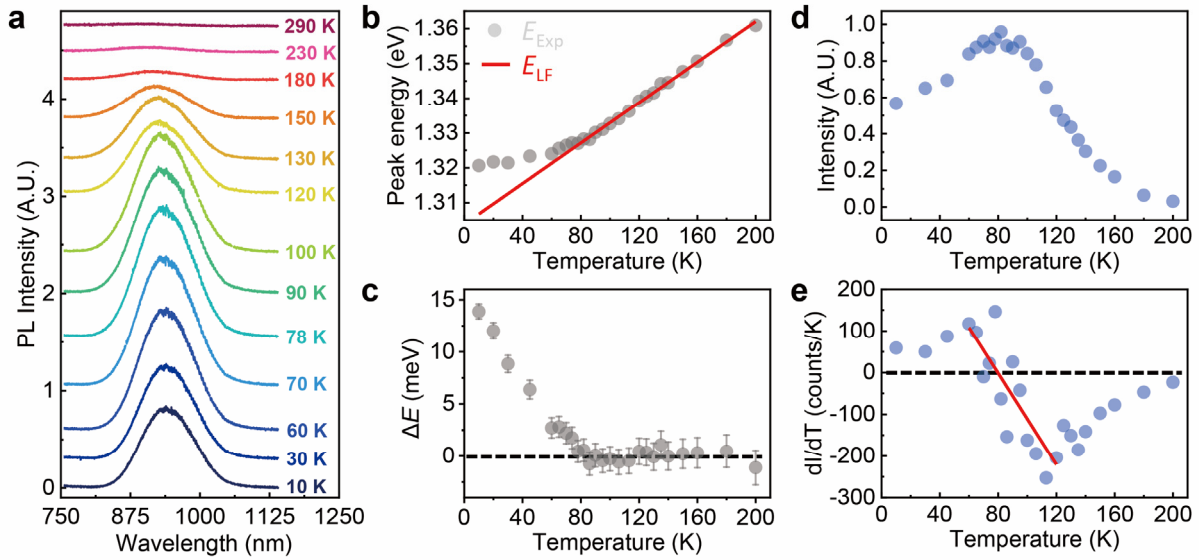 a
290 K
230 K
180 K
150 K
130 K
120 K
100 K
90 K
78 K
70 K
60 K
30 K
10 K
4
3
2
1
0
PL Intensity (A.U.)
750 875 1000 1125 1250
Wavelength (nm)
b
E_Exp
E_LF
1.36
1.35
1.34
1.33
1.32
1.31
Peak energy (eV)
0 40 80 120 160 200
Temperature (K)
c
15
10
5
0
ΔE (meV)
0 40 80 120 160 200
Temperature (K)
d
1.0
0.8
0.6
0.4
0.2
0.0
Intensity (A.U.)
0 40 80 120 160 200
Temperature (K)
e
200
100
0
-100
-200
-300
dI/dT (counts/K)
0 40 80 120 160 200
Temperature (K)